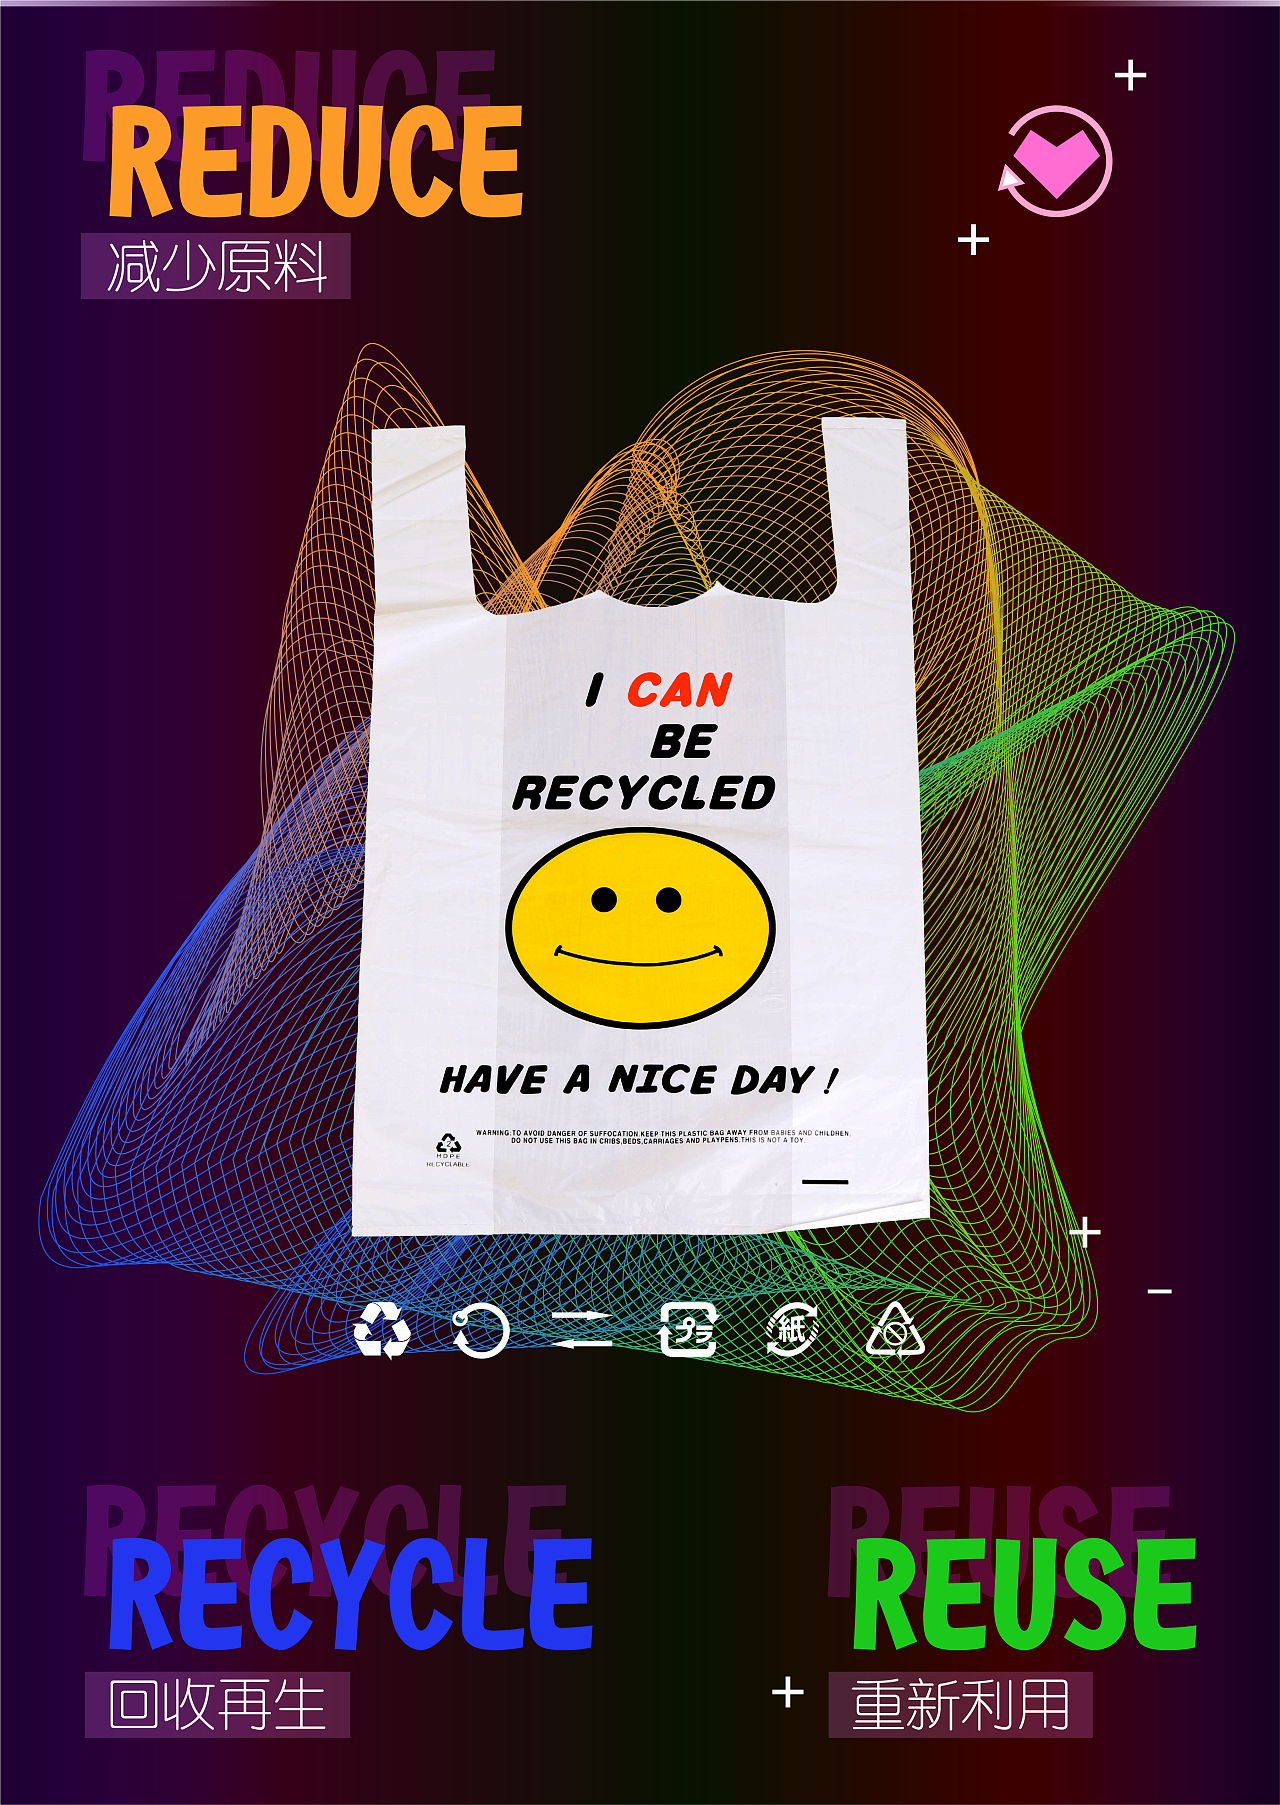 REDUCE
REDUCE
减少原料
I CAN
BE
RECYCLED
HAVE A NICE DAY !
WARNING:TO AVOID DANGER OF SUFFOCATION.KEEP THIS PLASTIC BAG AWAY FROM BABIES AND CHILDREN.
DO NOT USE THIS BAG IN CRIBS,BEDS,CARRIAGES AND PLAYPENS.THIS IS NOT A TOY.
2
HDPE
RECYCLABLE
プラ
紙
RECYCLE
RECYCLE
回收再生
REUSE
REUSE
重新利用